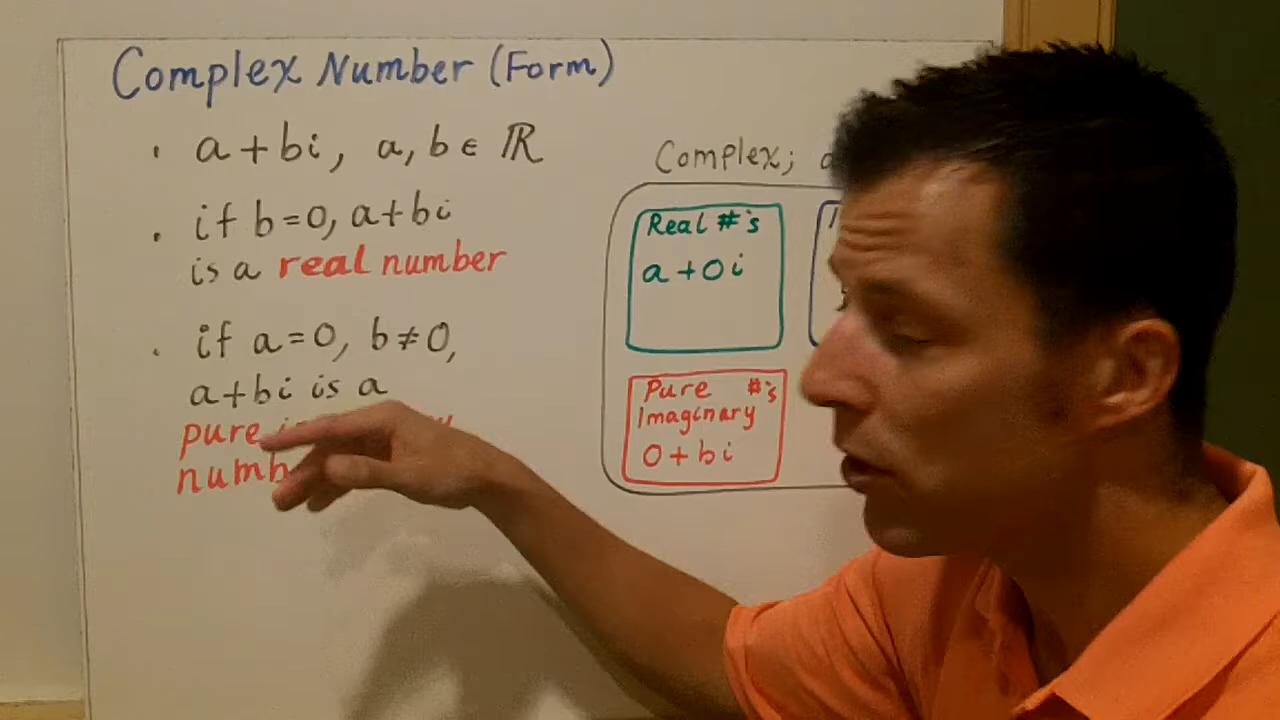 Complex Number (Form)
a+bi, a, b ∈ ℝ
if b=0, a+bi
is a real number
if a=0, b≠0,
a+bi is a
pure
Complex;
Real #'s
a+0i
Pure #'s
Imaginary
0+bi